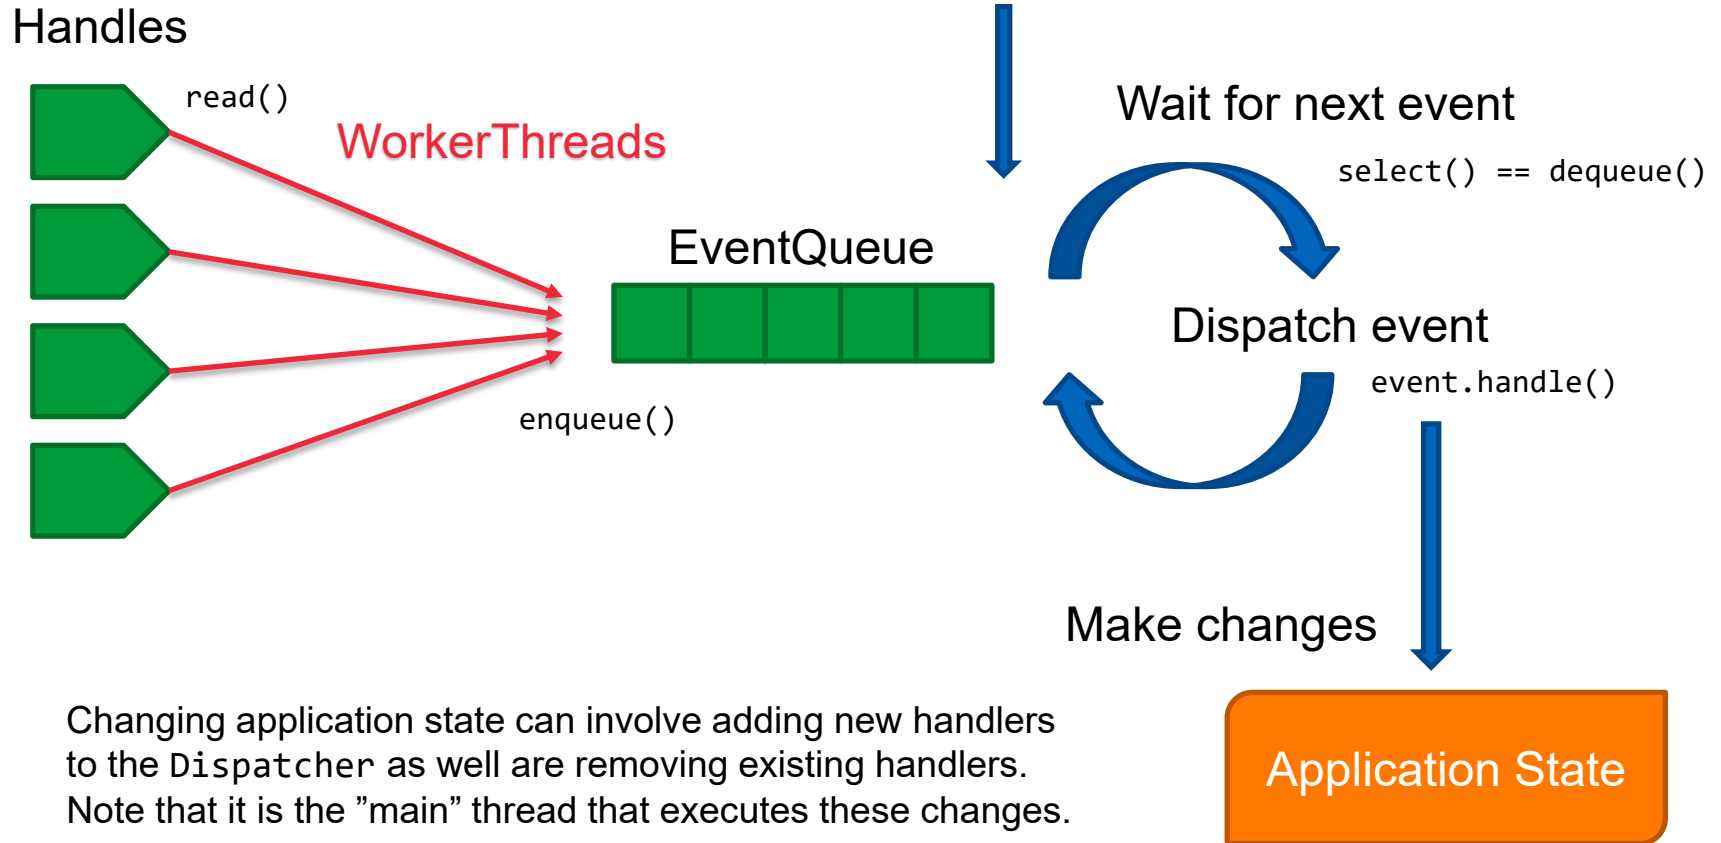 Handles
read()
WorkerThreads
Wait for next event
select() == dequeue()
EventQueue
Dispatch event
event.handle()
enqueue()
Make changes
Changing application state can involve adding new handlers
to the Dispatcher as well are removing existing handlers.
Note that it is the ”main” thread that executes these changes.
Application State